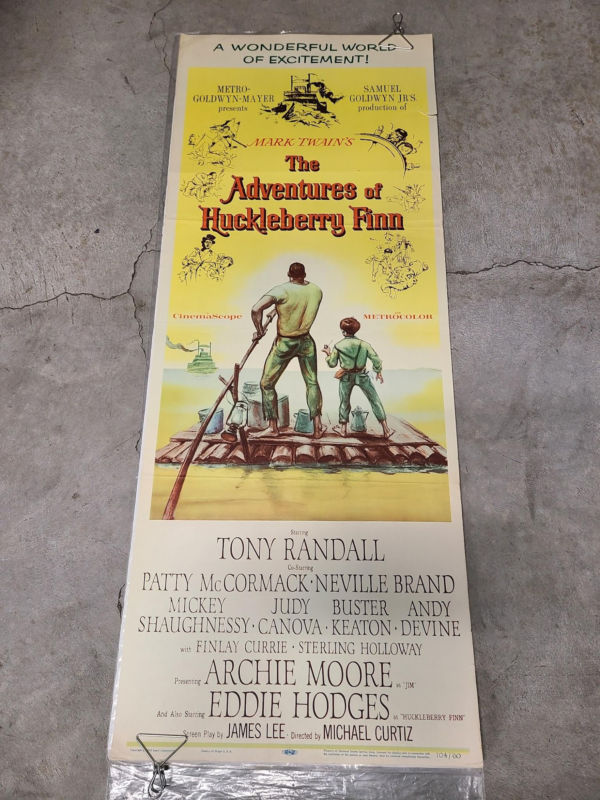 A WONDERFUL WORLD
OF EXCITEMENT!
METRO-
GOLDWYN-MAYER
presents
SAMUEL
GOLDWYN JR'S.
production of
MARK TWAIN'S
The
Adventures of
Huckleberry Finn
CinemaScope
in METROCOLOR
Starring
TONY RANDALL
Co-Starring
PATTY McCORMACK · NEVILLE BRAND
MICKEY SHAUGHNESSY · JUDY CANOVA · BUSTER KEATON · ANDY DEVINE
with FINLAY CURRIE · STERLING HOLLOWAY
Presenting ARCHIE MOORE as "JIM"
And Also Starring EDDIE HODGES as "HUCKLEBERRY FINN"
Screen Play by JAMES LEE · Directed by MICHAEL CURTIZ